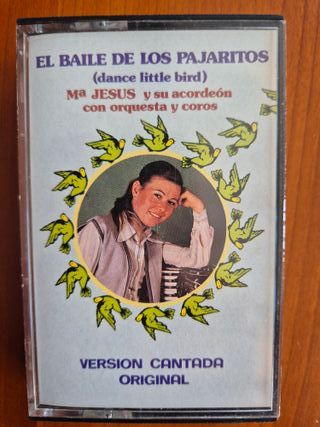 EL BAILE DE LOS PAJARITOS
(dance little bird)
Mª JESUS y su acordeón
con orquesta y coros
VERSION CANTADA
ORIGINAL